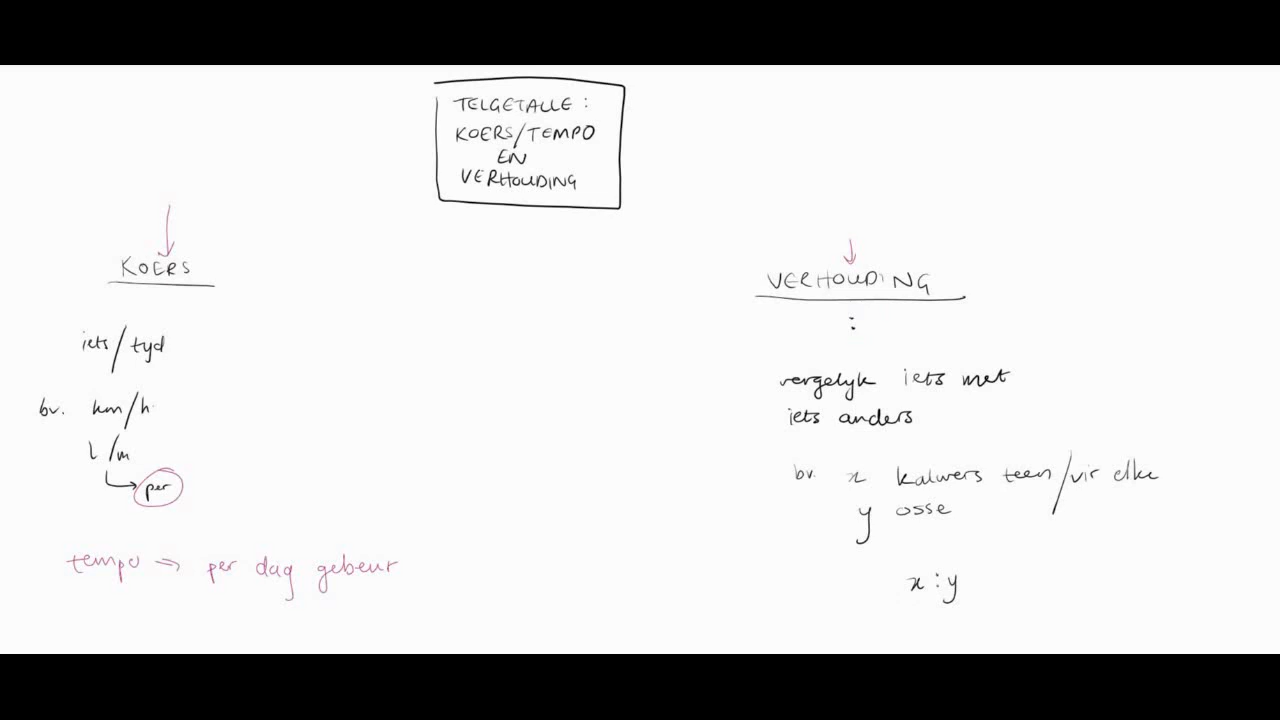 TELGETALLE:
KOERS/TEMPO
EN
VERHOUDING
KOERS
iets/tyd
bv. km/h.
l/m
per
tempo => per dag gebeur
VERHOUDING
:
vergelyk iets met
iets anders
bv. x kalwers teen/vir elke
y osse
x:y